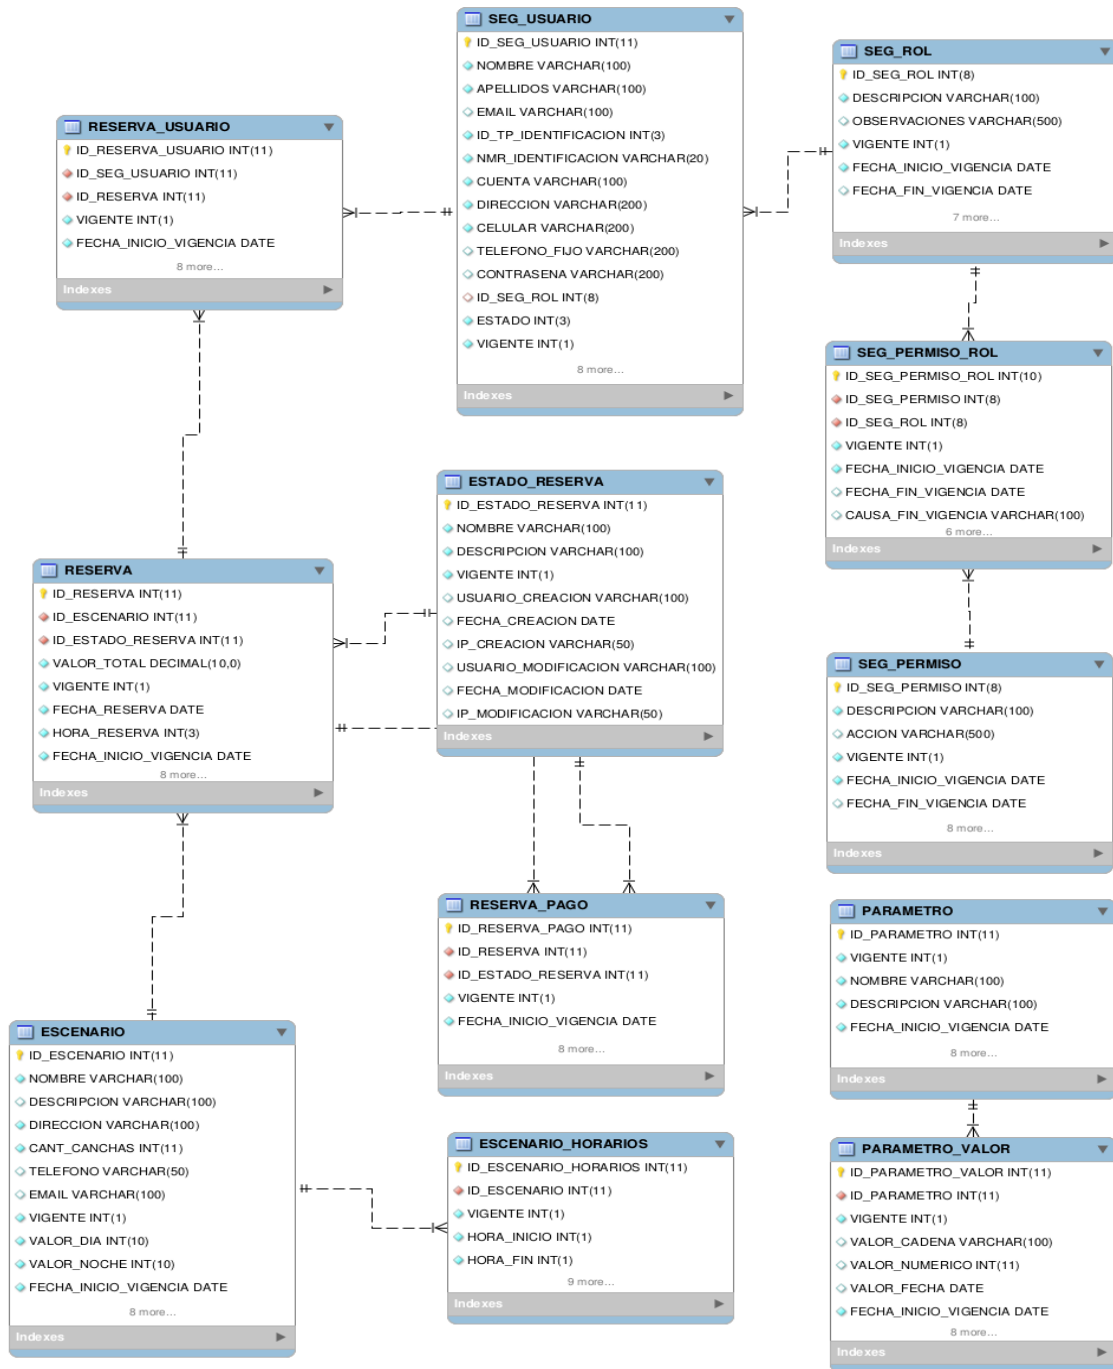 SEG_USUARIO
ID_SEG_USUARIO INT(11)
NOMBRE VARCHAR(100)
APELLIDOS VARCHAR(100)
EMAIL VARCHAR(100)
ID_TP_IDENTIFICACION INT(3)
NMR_IDENTIFICACION VARCHAR(20)
CUENTA VARCHAR(100)
DIRECCION VARCHAR(200)
CELULAR VARCHAR(200)
TELEFONO_FIJO VARCHAR(200)
CONTRASENA VARCHAR(200)
ID_SEG_ROL INT(8)
ESTADO INT(3)
VIGENTE INT(1)
8 more...
Indexes
SEG_ROL
ID_SEG_ROL INT(8)
DESCRIPCION VARCHAR(100)
OBSERVACIONES VARCHAR(500)
VIGENTE INT(1)
FECHA_INICIO_VIGENCIA DATE
FECHA_FIN_VIGENCIA DATE
7 more...
Indexes
RESERVA_USUARIO
ID_RESERVA_USUARIO INT(11)
ID_SEG_USUARIO INT(11)
ID_RESERVA INT(11)
VIGENTE INT(1)
FECHA_INICIO_VIGENCIA DATE
8 more...
Indexes
SEG_PERMISO_ROL
ID_SEG_PERMISO_ROL INT(10)
ID_SEG_PERMISO INT(8)
ID_SEG_ROL INT(8)
VIGENTE INT(1)
FECHA_INICIO_VIGENCIA DATE
FECHA_FIN_VIGENCIA DATE
CAUSA_FIN_VIGENCIA VARCHAR(100)
6 more...
Indexes
ESTADO_RESERVA
ID_ESTADO_RESERVA INT(11)
NOMBRE VARCHAR(100)
DESCRIPCION VARCHAR(100)
VIGENTE INT(1)
USUARIO_CREACION VARCHAR(100)
FECHA_CREACION DATE
IP_CREACION VARCHAR(50)
USUARIO_MODIFICACION VARCHAR(100)
FECHA_MODIFICACION DATE
IP_MODIFICACION VARCHAR(50)
Indexes
RESERVA
ID_RESERVA INT(11)
ID_ESCENARIO INT(11)
ID_ESTADO_RESERVA INT(11)
VALOR_TOTAL DECIMAL(10,0)
VIGENTE INT(1)
FECHA_RESERVA DATE
HORA_RESERVA INT(3)
FECHA_INICIO_VIGENCIA DATE
8 more...
Indexes
SEG_PERMISO
ID_SEG_PERMISO INT(8)
DESCRIPCION VARCHAR(100)
ACCION VARCHAR(500)
VIGENTE INT(1)
FECHA_INICIO_VIGENCIA DATE
FECHA_FIN_VIGENCIA DATE
8 more...
Indexes
RESERVA_PAGO
ID_RESERVA_PAGO INT(11)
ID_RESERVA INT(11)
ID_ESTADO_RESERVA INT(11)
VIGENTE INT(1)
FECHA_INICIO_VIGENCIA DATE
8 more...
Indexes
PARAMETRO
ID_PARAMETRO INT(11)
VIGENTE INT(1)
NOMBRE VARCHAR(100)
DESCRIPCION VARCHAR(100)
FECHA_INICIO_VIGENCIA DATE
8 more...
Indexes
ESCENARIO
ID_ESCENARIO INT(11)
NOMBRE VARCHAR(100)
DESCRIPCION VARCHAR(100)
DIRECCION VARCHAR(100)
CANT_CANCHAS INT(11)
TELEFONO VARCHAR(50)
EMAIL VARCHAR(100)
VIGENTE INT(1)
VALOR_DIA INT(10)
VALOR_NOCHE INT(10)
FECHA_INICIO_VIGENCIA DATE
8 more...
Indexes
ESCENARIO_HORARIOS
ID_ESCENARIO_HORARIOS INT(11)
ID_ESCENARIO INT(11)
VIGENTE INT(1)
HORA_INICIO INT(1)
HORA_FIN INT(1)
9 more...
Indexes
PARAMETRO_VALOR
ID_PARAMETRO_VALOR INT(11)
ID_PARAMETRO INT(11)
VIGENTE INT(1)
VALOR_CADENA VARCHAR(100)
VALOR_NUMERICO INT(11)
VALOR_FECHA DATE
FECHA_INICIO_VIGENCIA DATE
8 more...
Indexes